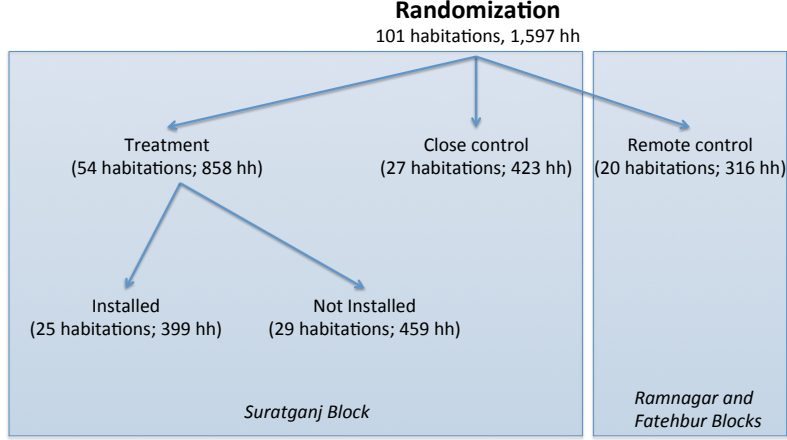 Randomization
101 habitations, 1,597 hh
Treatment
(54 habitations; 858 hh)
Close control
(27 habitations; 423 hh)
Remote control
(20 habitations; 316 hh)
Installed
(25 habitations; 399 hh)
Not Installed
(29 habitations; 459 hh)
Suratganj Block
Ramnagar and
Fatehbur Blocks